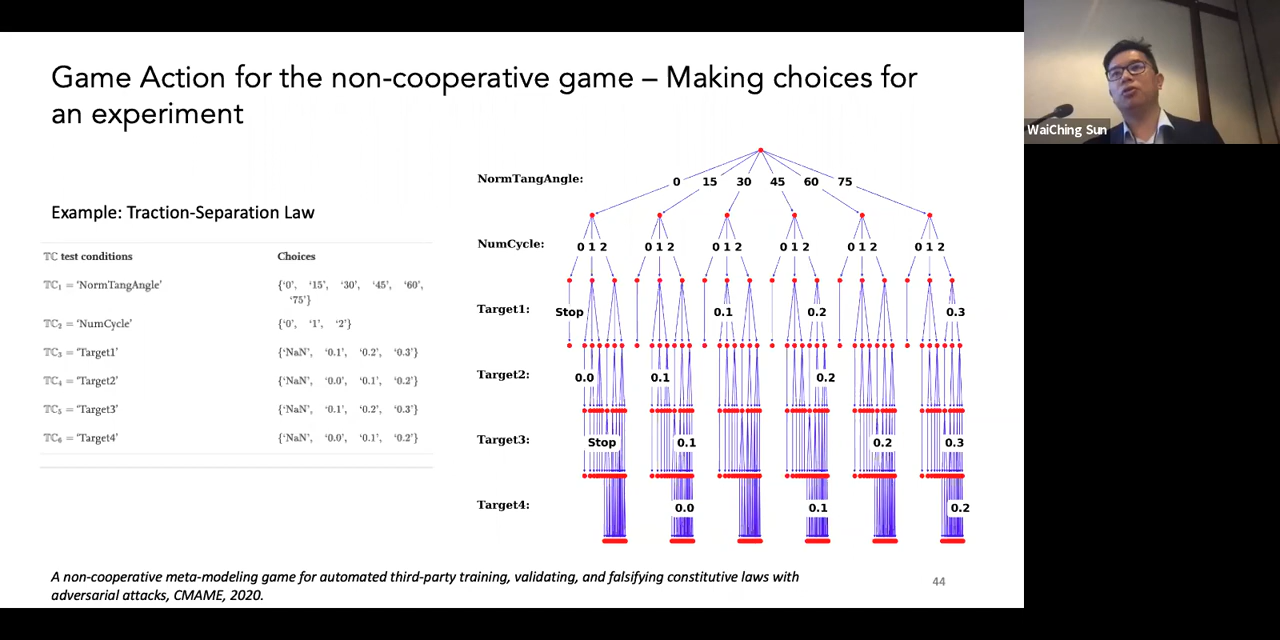 Game Action for the non-cooperative game – Making choices for
an experiment
WaiChing Sun
Example: Traction-Separation Law
TC test conditions Choices
TC1 = 'NormTangAngle' {'0', '15', '30', '45', '60',
'75'}
TC2 = 'NumCycle' {'0', '1', '2'}
TC3 = 'Target1' {'NaN', '0.1', '0.2', '0.3'}
TC4 = 'Target2' {'NaN', '0.0', '0.1', '0.2'}
TC5 = 'Target3' {'NaN', '0.1', '0.2', '0.3'}
TC6 = 'Target4' {'NaN', '0.0', '0.1', '0.2'}
NormTangAngle: 0 15 30 45 60 75
NumCycle: 0 1 2 0 1 2 0 1 2 0 1 2 0 1 2 0 1 2
Target1: Stop 0.1 0.2 0.3
Target2: 0.0 0.1 0.2
Target3: Stop 0.1 0.2 0.3
Target4: 0.0 0.1 0.2
A non-cooperative meta-modeling game for automated third-party training, validating, and falsifying constitutive laws with
adversarial attacks, CMAME, 2020.
44